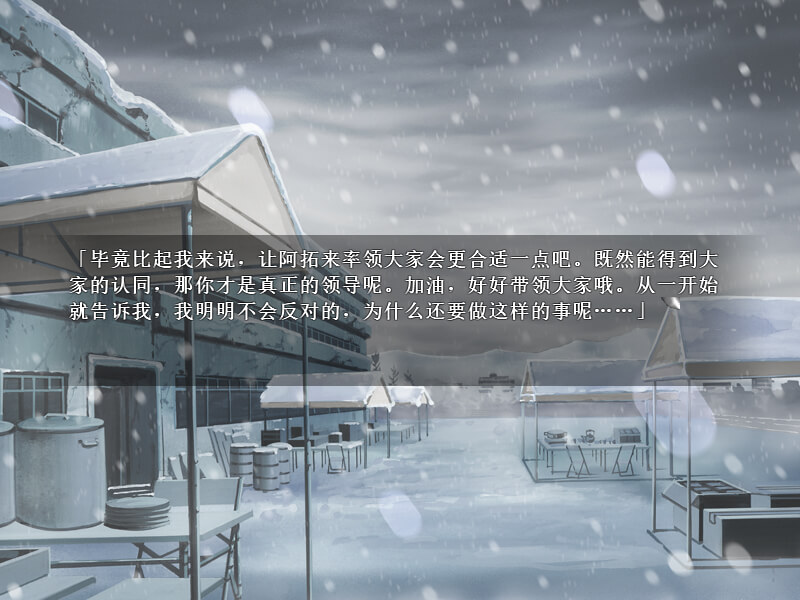 「毕竟比起我来说，让阿拓来率领大家会更合适一点吧。既然能得到大
家的认同，那你才是真正的领导呢。加油，好好带领大家哦。从一开始
就告诉我，我明明不会反对的，为什么还要做这样的事呢……」